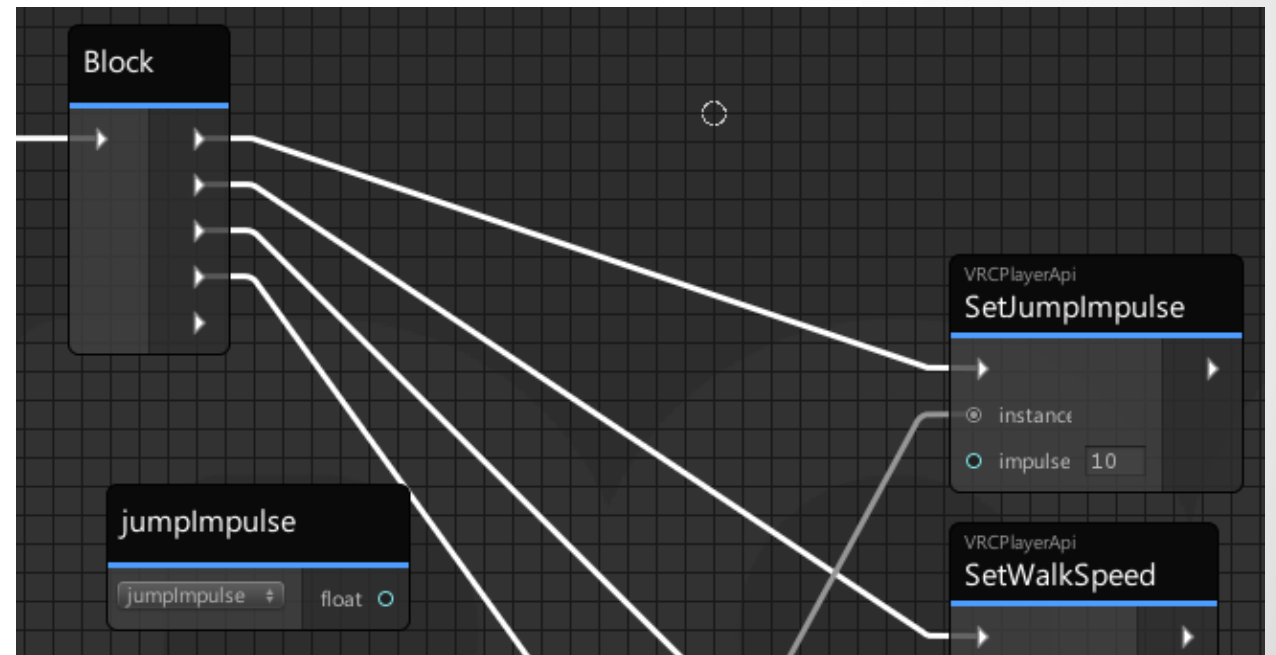 Block
VRCPlayerApi
SetJumpImpulse
instance
impulse 10
jumpImpulse
jumpImpulse float
VRCPlayerApi
SetWalkSpeed